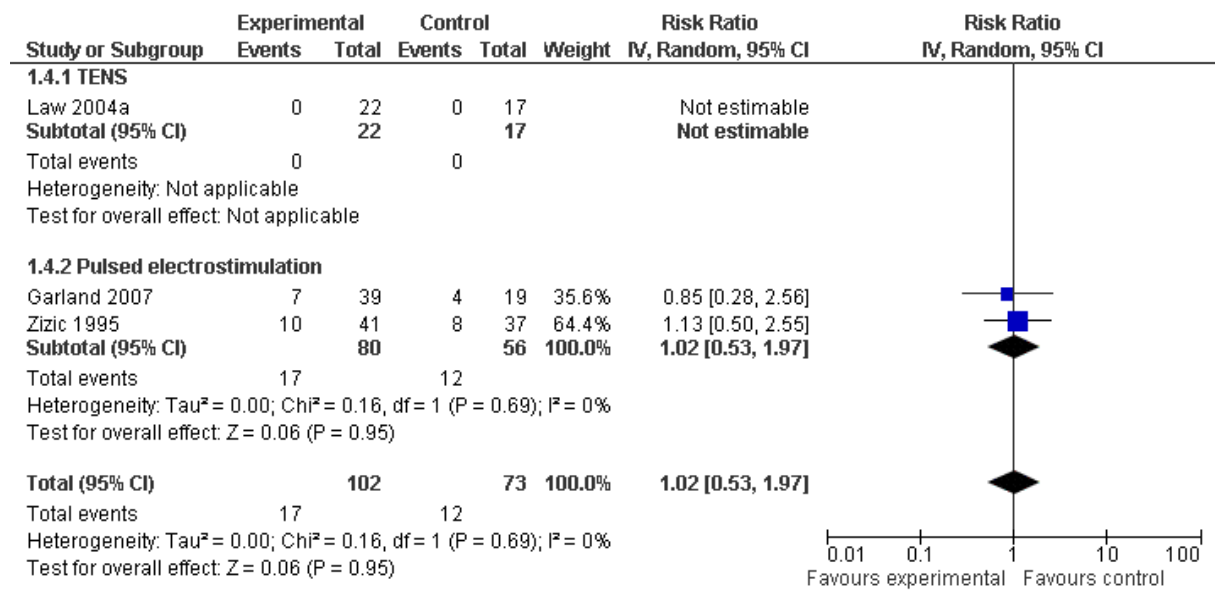 Experimental Control Risk Ratio Risk Ratio
Study or Subgroup Events Total Events Total Weight IV, Random, 95% CI IV, Random, 95% CI
1.4.1 TENS
Law 2004a 0 22 0 17 Not estimable
Subtotal (95% CI) 22 17 Not estimable
Total events 0 0
Heterogeneity: Not applicable
Test for overall effect: Not applicable
1.4.2 Pulsed electrostimulation
Garland 2007 7 39 4 19 35.6% 0.85 [0.28, 2.56]
Zizic 1995 10 41 8 37 64.4% 1.13 [0.50, 2.55]
Subtotal (95% CI) 80 56 100.0% 1.02 [0.53, 1.97]
Total events 17 12
Heterogeneity: Tau² = 0.00; Chi² = 0.16, df = 1 (P = 0.69); I² = 0%
Test for overall effect: Z = 0.06 (P = 0.95)
Total (95% CI) 102 73 100.0% 1.02 [0.53, 1.97]
Total events 17 12
Heterogeneity: Tau² = 0.00; Chi² = 0.16, df = 1 (P = 0.69); I² = 0%
Test for overall effect: Z = 0.06 (P = 0.95)
0.01 0.1 1 10 100
Favours experimental Favours control